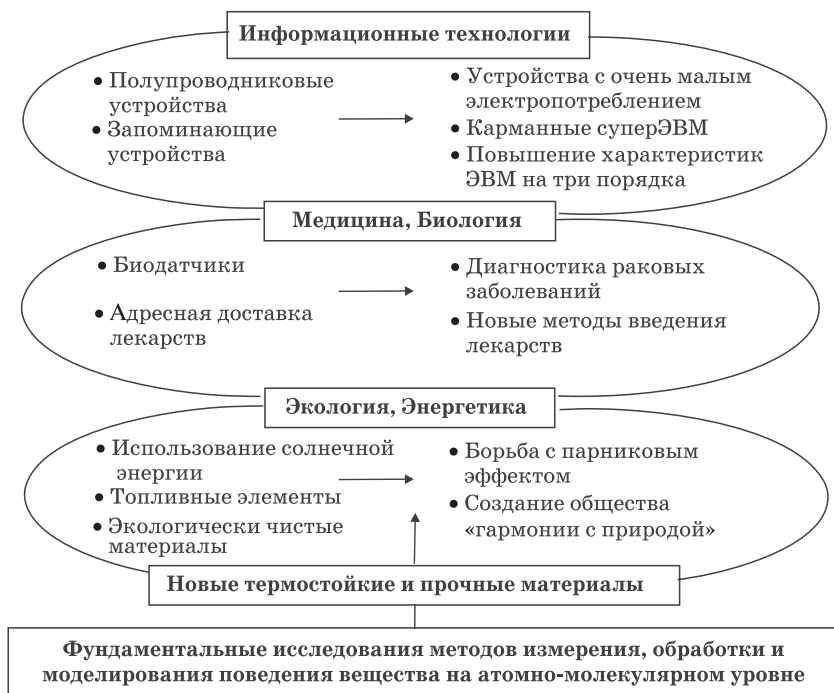 Информационные технологии
• Полупроводниковые
устройства
• Запоминающие
устройства
• Устройства с очень малым
электропотреблением
• Карманные суперЭВМ
• Повышение характеристик
ЭВМ на три порядка
Медицина, Биология
• Биодатчики
• Адресная доставка
лекарств
• Диагностика раковых
заболеваний
• Новые методы введения
лекарств
Экология, Энергетика
• Использование солнечной
энергии
• Топливные элементы
• Экологически чистые
материалы
• Борьба с парниковым
эффектом
• Создание общества
«гармонии с природой»
Новые термостойкие и прочные материалы
Фундаментальные исследования методов измерения, обработки и
моделирования поведения вещества на атомно-молекулярном уровне